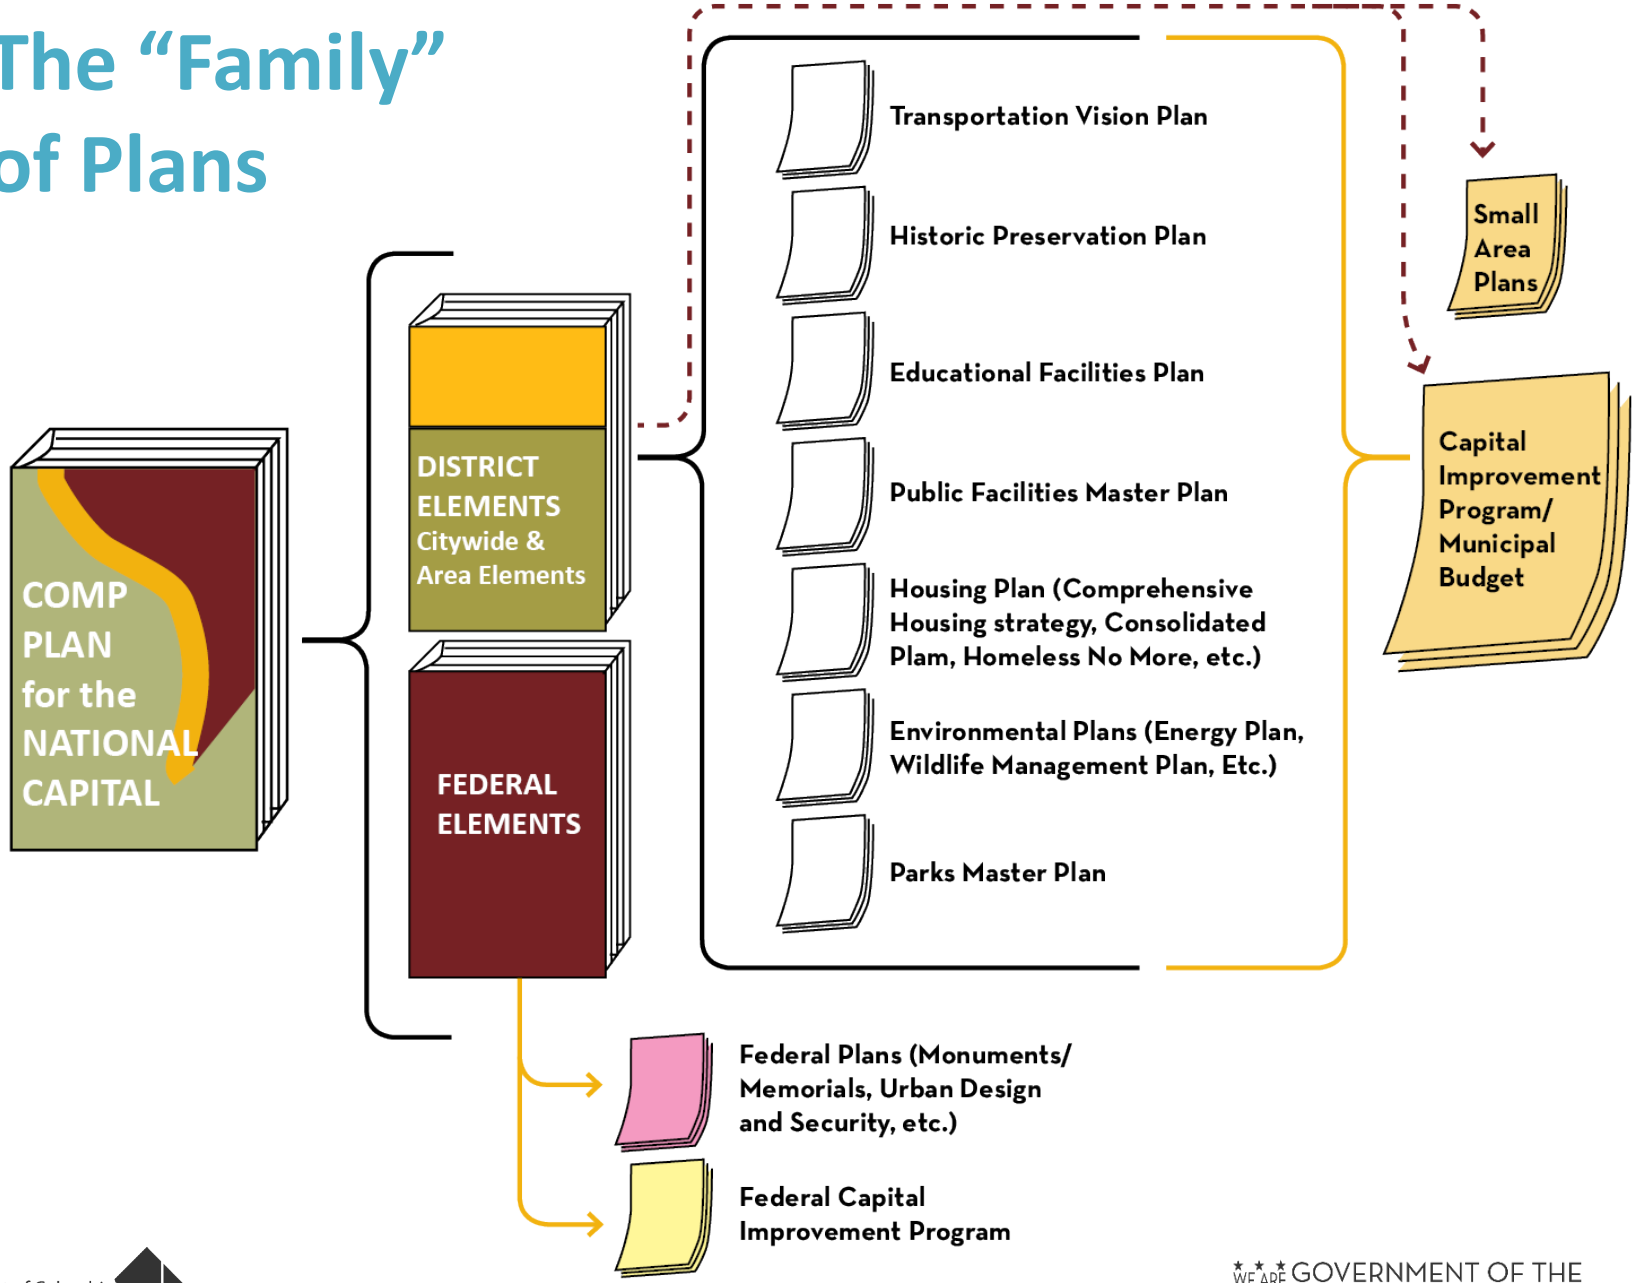 The “Family”
of Plans
COMP
PLAN
for the
NATIONAL
CAPITAL
DISTRICT
ELEMENTS
Citywide &
Area Elements
FEDERAL
ELEMENTS
Transportation Vision Plan
Historic Preservation Plan
Educational Facilities Plan
Public Facilities Master Plan
Housing Plan (Comprehensive
Housing strategy, Consolidated
Plam, Homeless No More, etc.)
Environmental Plans (Energy Plan,
Wildlife Management Plan, Etc.)
Parks Master Plan
Small
Area
Plans
Capital
Improvement
Program/
Municipal
Budget
Federal Plans (Monuments/
Memorials, Urban Design
and Security, etc.)
Federal Capital
Improvement Program
WE ARE GOVERNMENT OF THE